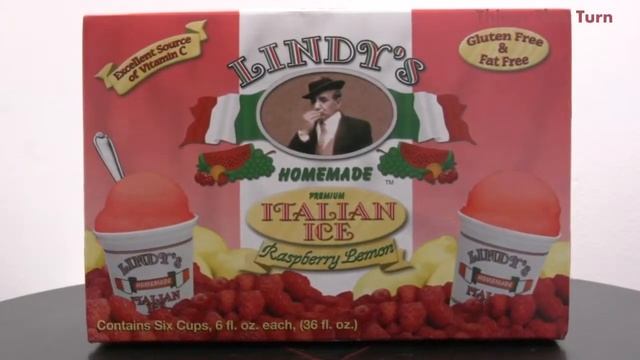 Turn
Excellent Source
of Vitamin C
LINDY'S
Gluten Free
&
Fat Free
HOMEMADE
TM
PREMIUM
ITALIAN
ICE
Raspberry Lemon
LINDY'S
HOMEMADE
ITALIAN
ICE
LINDY'S
HOMEMADE
Contains Six Cups, 6 fl. oz. each, (36 fl. oz.)